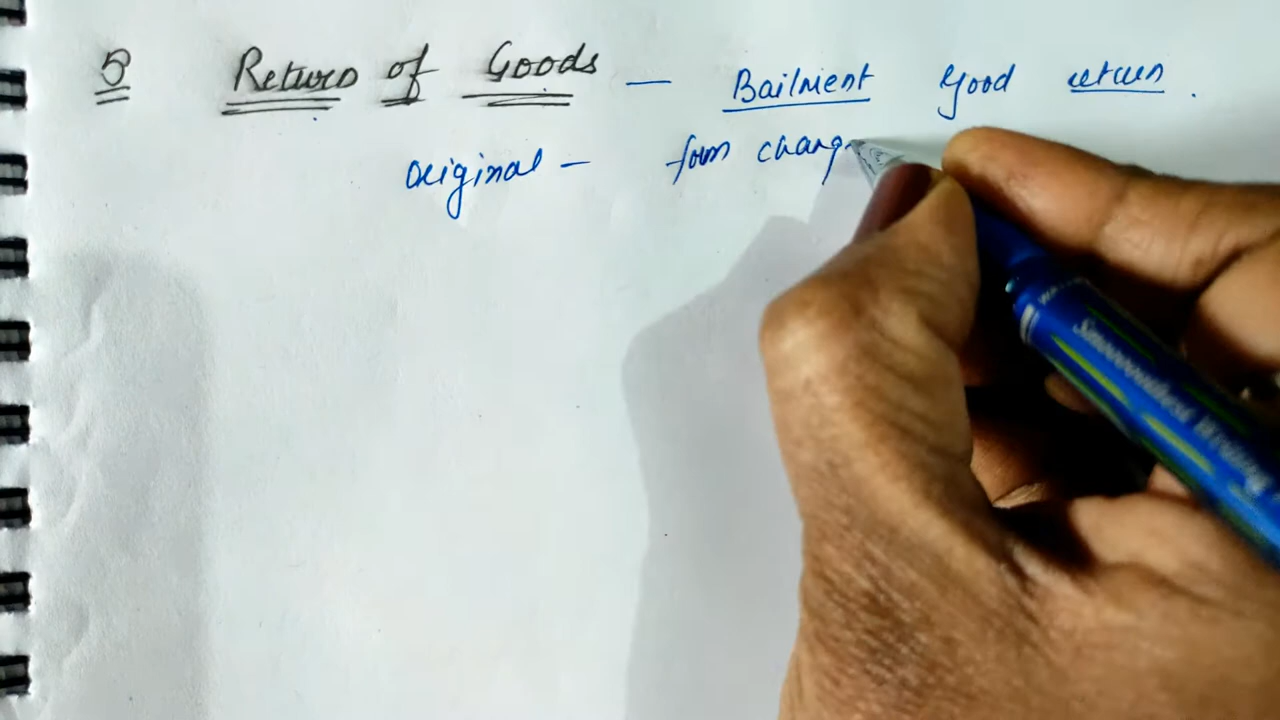 5 Return of Goods — Bailment Good return.
Original — form chang